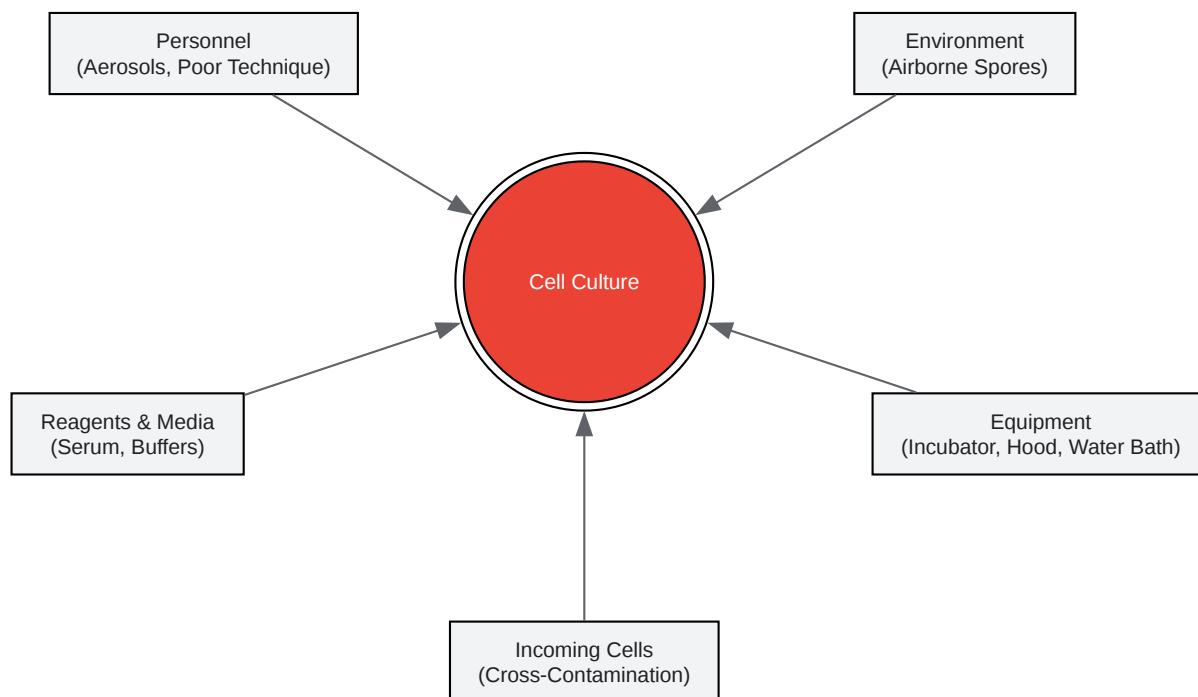 Personnel
(Aerosols, Poor Technique)
Environment
(Airborne Spores)
Cell Culture
Reagents & Media
(Serum, Buffers)
Equipment
(Incubator, Hood, Water Bath)
Incoming Cells
(Cross-Contamination)